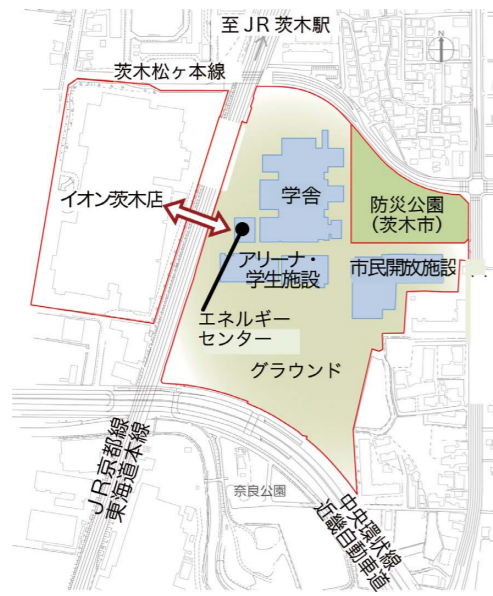 至JR茨木駅
N
茨木松ヶ本線
イオン茨木店
学舎
防災公園
(茨木市)
アリーナ・
学生施設
市民開放施設
エネルギー
センター
グラウンド
JR京都線
東海道本線
奈良公園
中央環状線
近畿自動車道